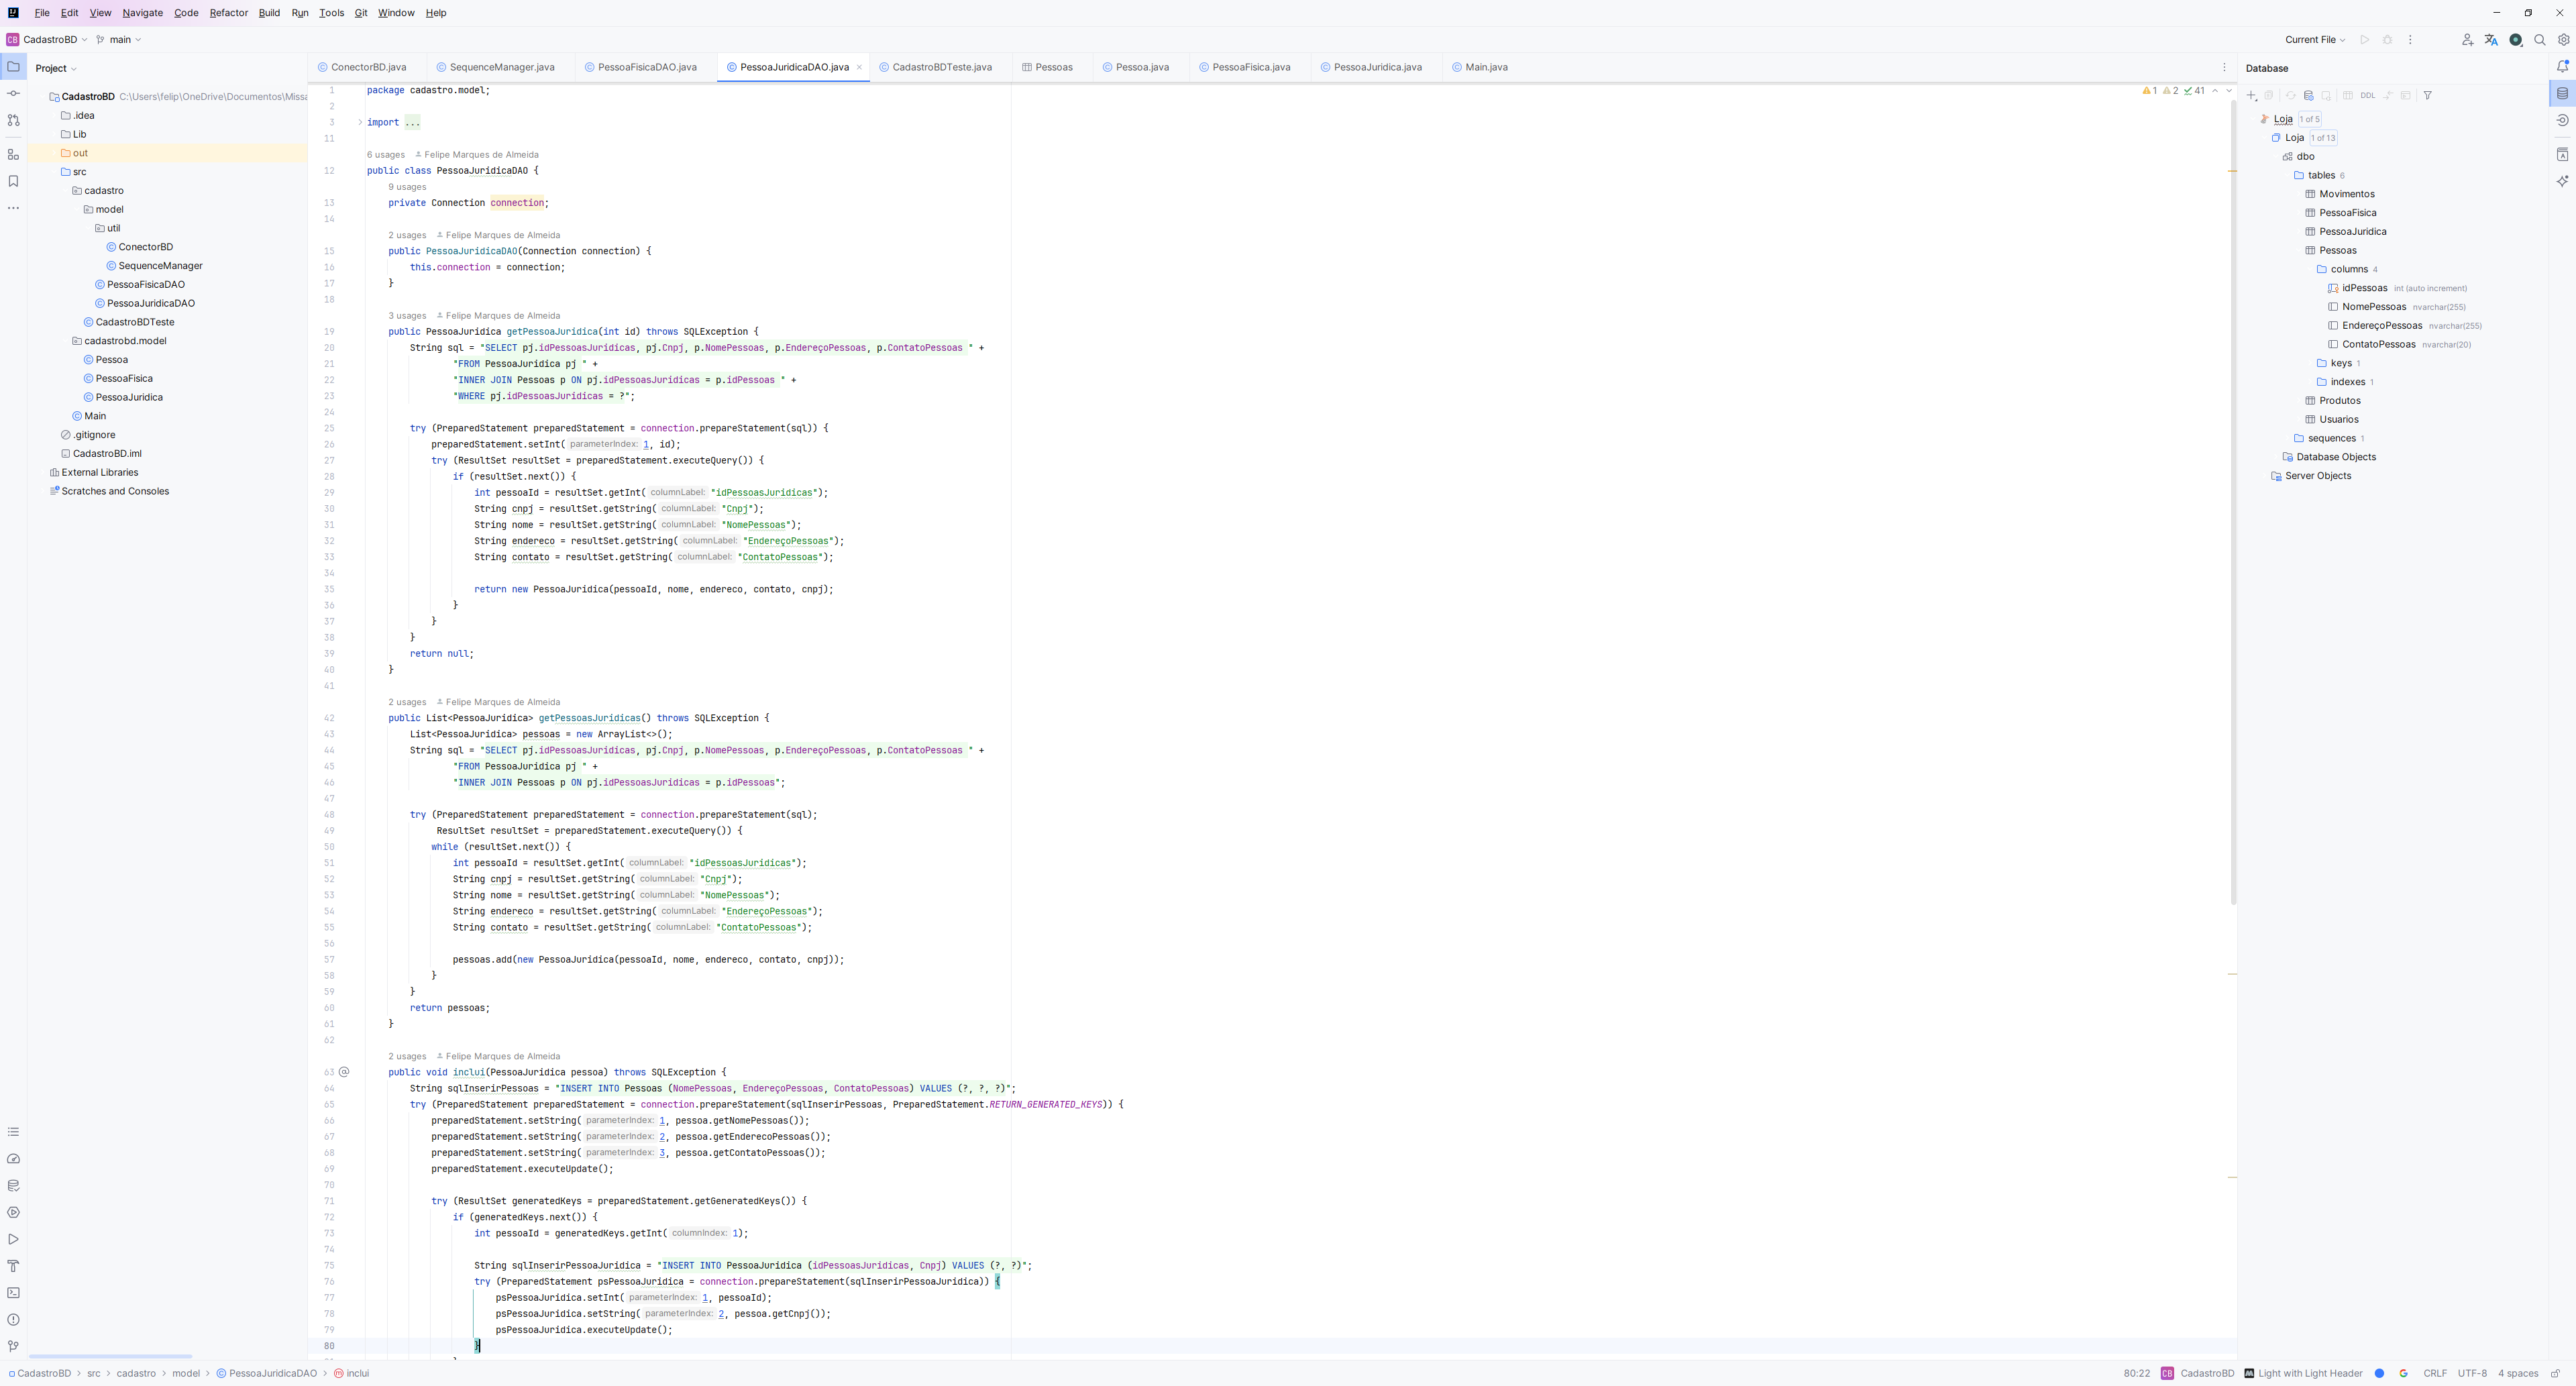 File Edit View Navigate Code Refactor Build Run Tools Git Window Help
CB CadastroBD main Current File
Project
CadastroBD C:\Users\felip\OneDrive\Documentos\Missa
.idea
Lib
out
src
cadastro
model
util
ConectorBD
SequenceManager
PessoaFisicaDAO
PessoaJuridicaDAO
CadastroBDTeste
cadastrobd.model
Pessoa
PessoaFisica
PessoaJuridica
Main
.gitignore
CadastroBD.iml
External Libraries
Scratches and Consoles
ConectorBD.java SequenceManager.java PessoaFisicaDAO.java PessoaJuridicaDAO.java CadastroBDTeste.java Pessoas Pessoa.java PessoaFisica.java PessoaJuridica.java Main.java
1 2 41
1 package cadastro.model;
2
3 import ...
11
6 usages Felipe Marques de Almeida
12 public class PessoaJuridicaDAO {
9 usages
13 private Connection connection;
14
2 usages Felipe Marques de Almeida
15 public PessoaJuridicaDAO(Connection connection) {
16 this.connection = connection;
17 }
18
3 usages Felipe Marques de Almeida
19 public PessoaJuridica getPessoaJuridica(int id) throws SQLException {
20 String sql = "SELECT pj.idPessoasJuridicas, pj.Cnpj, p.NomePessoas, p.EndereçoPessoas, p.ContatoPessoas " +
21 "FROM PessoaJuridica pj " +
22 "INNER JOIN Pessoas p ON pj.idPessoasJuridicas = p.idPessoas " +
23 "WHERE pj.idPessoasJuridicas = ?";
24
25 try (PreparedStatement preparedStatement = connection.prepareStatement(sql)) {
26 preparedStatement.setInt( parameterIndex: 1, id);
27 try (ResultSet resultSet = preparedStatement.executeQuery()) {
28 if (resultSet.next()) {
29 int pessoaId = resultSet.getInt( columnLabel: "idPessoasJuridicas");
30 String cnpj = resultSet.getString( columnLabel: "Cnpj");
31 String nome = resultSet.getString( columnLabel: "NomePessoas");
32 String endereco = resultSet.getString( columnLabel: "EndereçoPessoas");
33 String contato = resultSet.getString( columnLabel: "ContatoPessoas");
34
35 return new PessoaJuridica(pessoaId, nome, endereco, contato, cnpj);
36 }
37 }
38 }
39 return null;
40 }
41
2 usages Felipe Marques de Almeida
42 public List<PessoaJuridica> getPessoasJuridicas() throws SQLException {
43 List<PessoaJuridica> pessoas = new ArrayList<>();
44 String sql = "SELECT pj.idPessoasJuridicas, pj.Cnpj, p.NomePessoas, p.EndereçoPessoas, p.ContatoPessoas " +
45 "FROM PessoaJuridica pj " +
46 "INNER JOIN Pessoas p ON pj.idPessoasJuridicas = p.idPessoas";
47
48 try (PreparedStatement preparedStatement = connection.prepareStatement(sql);
49 ResultSet resultSet = preparedStatement.executeQuery()) {
50 while (resultSet.next()) {
51 int pessoaId = resultSet.getInt( columnLabel: "idPessoasJuridicas");
52 String cnpj = resultSet.getString( columnLabel: "Cnpj");
53 String nome = resultSet.getString( columnLabel: "NomePessoas");
54 String endereco = resultSet.getString( columnLabel: "EndereçoPessoas");
55 String contato = resultSet.getString( columnLabel: "ContatoPessoas");
56
57 pessoas.add(new PessoaJuridica(pessoaId, nome, endereco, contato, cnpj));
58 }
59 }
60 return pessoas;
61 }
62
2 usages Felipe Marques de Almeida
63 public void inclui(PessoaJuridica pessoa) throws SQLException {
64 String sqlInserirPessoas = "INSERT INTO Pessoas (NomePessoas, EndereçoPessoas, ContatoPessoas) VALUES (?, ?, ?)";
65 try (PreparedStatement preparedStatement = connection.prepareStatement(sqlInserirPessoas, PreparedStatement.RETURN_GENERATED_KEYS)) {
66 preparedStatement.setString( parameterIndex: 1, pessoa.getNomePessoas());
67 preparedStatement.setString( parameterIndex: 2, pessoa.getEnderecoPessoas());
68 preparedStatement.setString( parameterIndex: 3, pessoa.getContatoPessoas());
69 preparedStatement.executeUpdate();
70
71 try (ResultSet generatedKeys = preparedStatement.getGeneratedKeys()) {
72 if (generatedKeys.next()) {
73 int pessoaId = generatedKeys.getInt( columnIndex: 1);
74
75 String sqlInserirPessoaJuridica = "INSERT INTO PessoaJuridica (idPessoasJuridicas, Cnpj) VALUES (?, ?)";
76 try (PreparedStatement psPessoaJuridica = connection.prepareStatement(sqlInserirPessoaJuridica)) {
77 psPessoaJuridica.setInt( parameterIndex: 1, pessoaId);
78 psPessoaJuridica.setString( parameterIndex: 2, pessoa.getCnpj());
79 psPessoaJuridica.executeUpdate();
80 }
Database
DDL
Loja 1 of 5
Loja 1 of 13
dbo
tables 6
Movimentos
PessoaFisica
PessoaJuridica
Pessoas
columns 4
idPessoas int (auto increment)
NomePessoas nvarchar(255)
EndereçoPessoas nvarchar(255)
ContatoPessoas nvarchar(20)
keys 1
indexes 1
Produtos
Usuarios
sequences 1
Database Objects
Server Objects
CadastroBD > src > cadastro > model > PessoaJuridicaDAO > inclui
80:22 CB CadastroBD Light with Light Header CRLF UTF-8 4 spaces